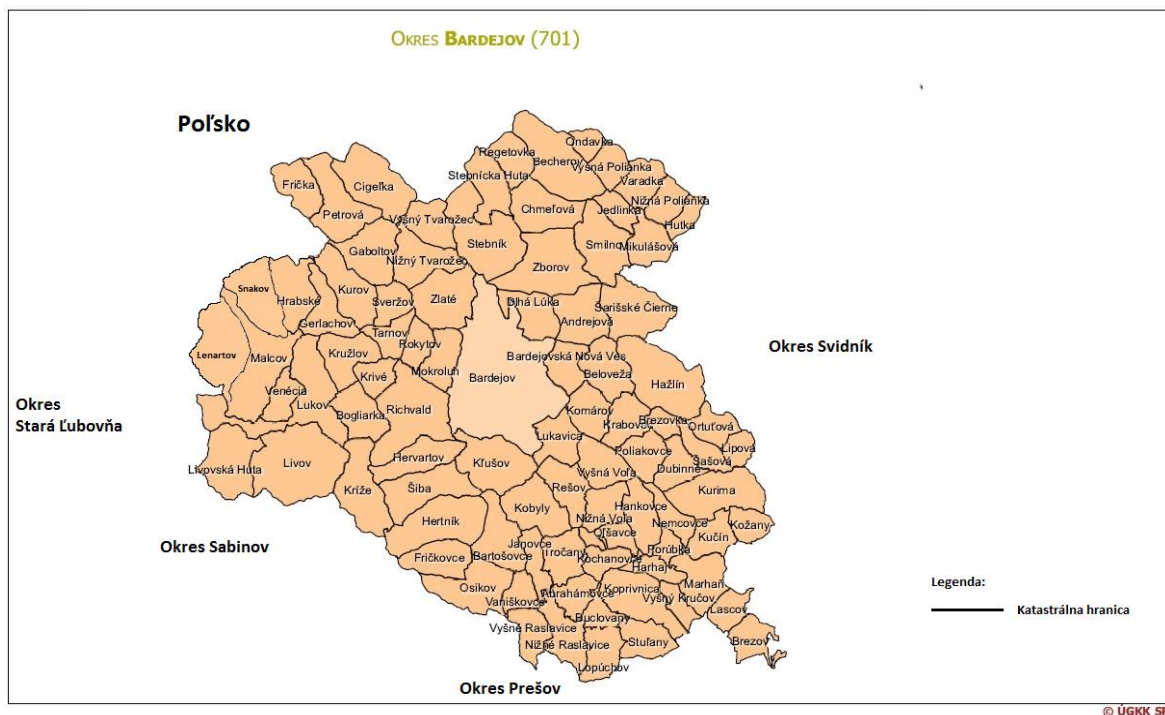 OKRES BARDEJOV (701)
Poľsko
Ondavka
Regetovka
Becherov
Vyšná Polianka
Stebnícka Huta
Varadka
Frička
Cigeľka
Nižná Polianka
Petrová
Chmeľová
Jedlinka
Vyšný Tvarožec
Hutka
Stebník
Smilno
Mikulášová
Gaboltov
Nižný Tvarožec
Zborov
Snakov
Kurov
Hrabské
Sveržov
Zlaté
Dlhá Lúka
Šarišské Čierne
Gerlachov
Andrejová
Tarnov
Rokytov
Okres Svidník
Lenartov
Malcov
Kružlov
Bardejovská Nová Ves
Mokroluh
Beloveža
Krivé
Bardejov
Hažlín
Venécia
Okres
Stará Ľubovňa
Lukov
Richvald
Bogliarka
Komárov
Brezovka
Krabovce
Ortuťová
Lukavica
Lipová
Hervartov
Poliakovce
Livov
Kľušov
Šašová
Livovská Huta
Vyšná Voľa
Dubinné
Kríže
Šiba
Rešov
Kurima
Kobyly
Hankovce
Hertník
Nižná Voľa
Nemcovce
Kožany
Oľšavce
Kučín
Okres Sabinov
Janovce
Tročany
Porúbka
Fričkovce
Bartošovce
Kochanovce
Harhaj
Legenda:
Osikov
Abrahámovce
Koprivnica
Marhaň
Vaniškovce
Vyšný Kručov
Lascov
Katastrálna hranica
Buclovany
Vyšné Raslavice
Nižné Raslavice
Stuľany
Brezov
Lopúchov
Okres Prešov
© ÚGKK SR